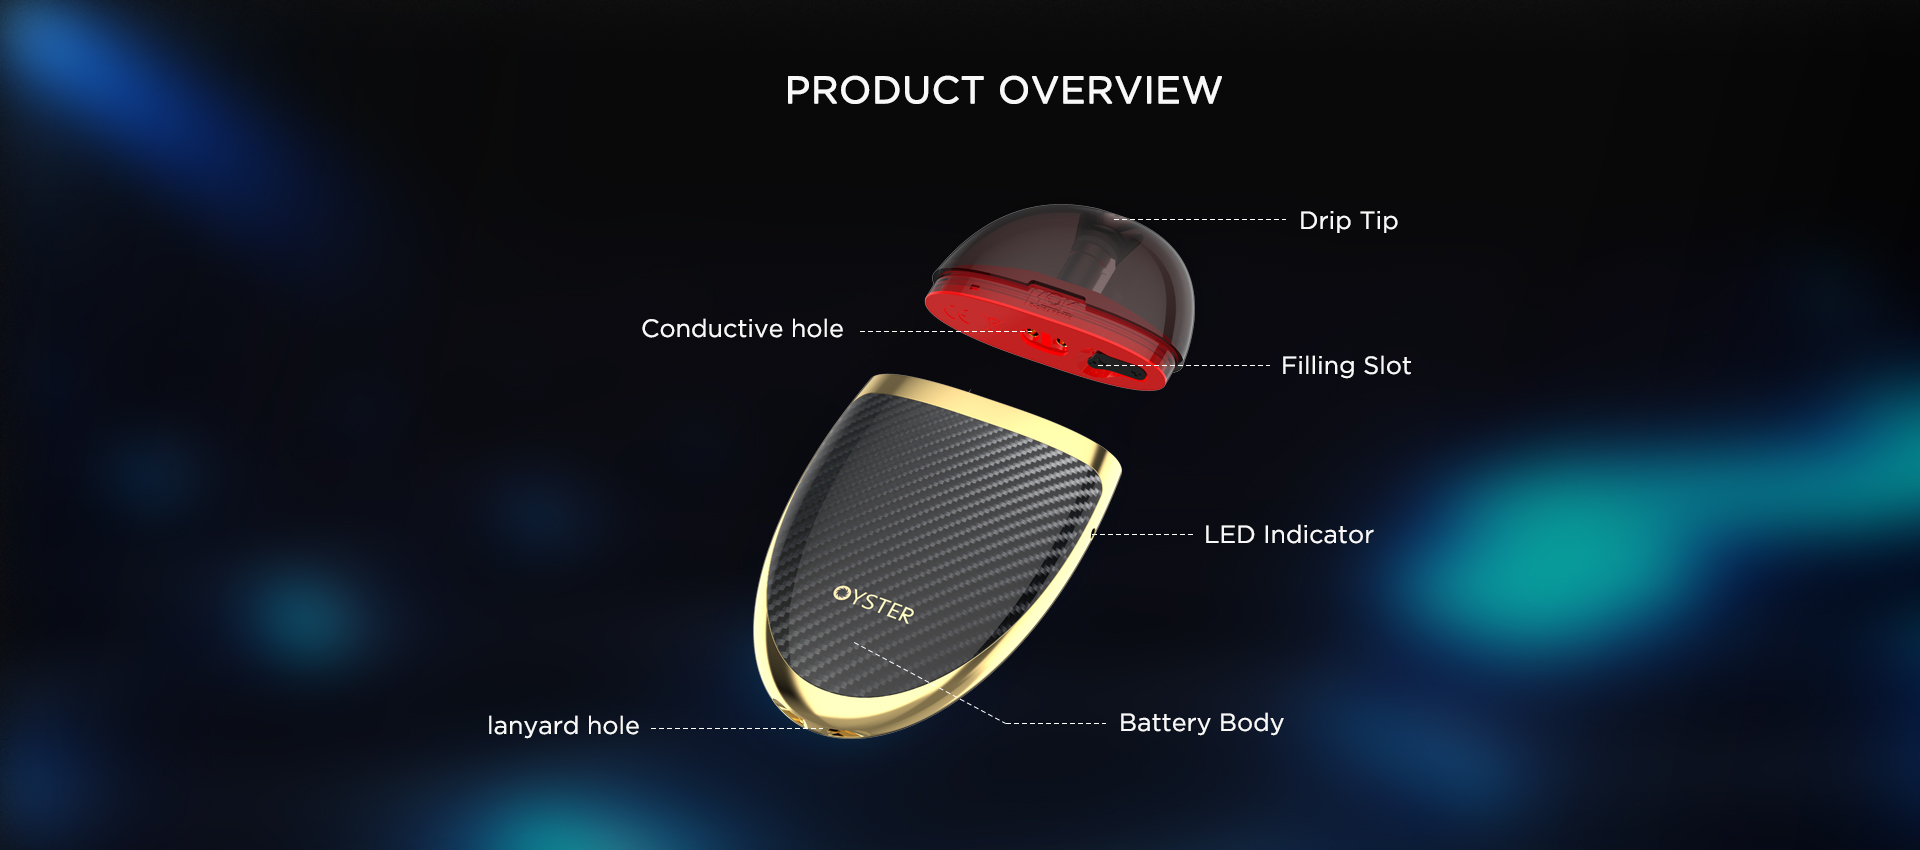 PRODUCT OVERVIEW
Drip Tip
Conductive hole
Filling Slot
LED Indicator
OYSTER
lanyard hole
Battery Body